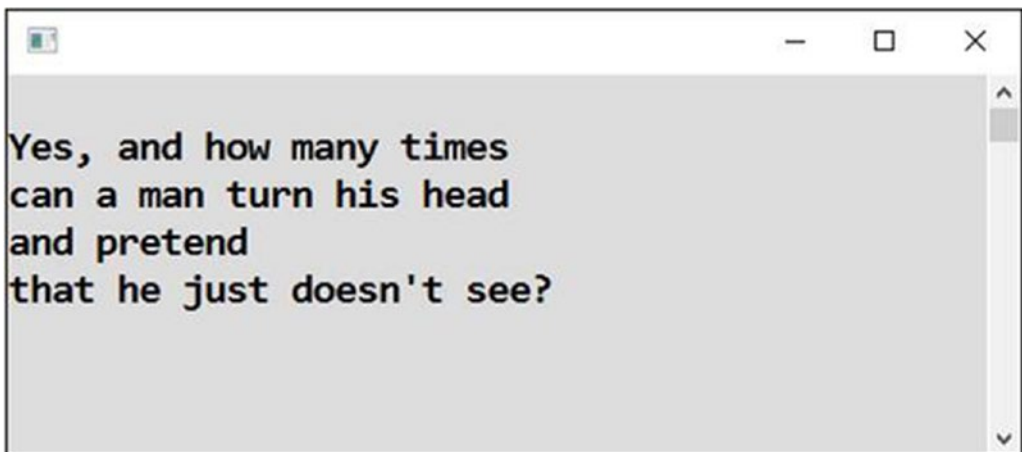 Yes, and how many times
can a man turn his head
and pretend
that he just doesn't see?